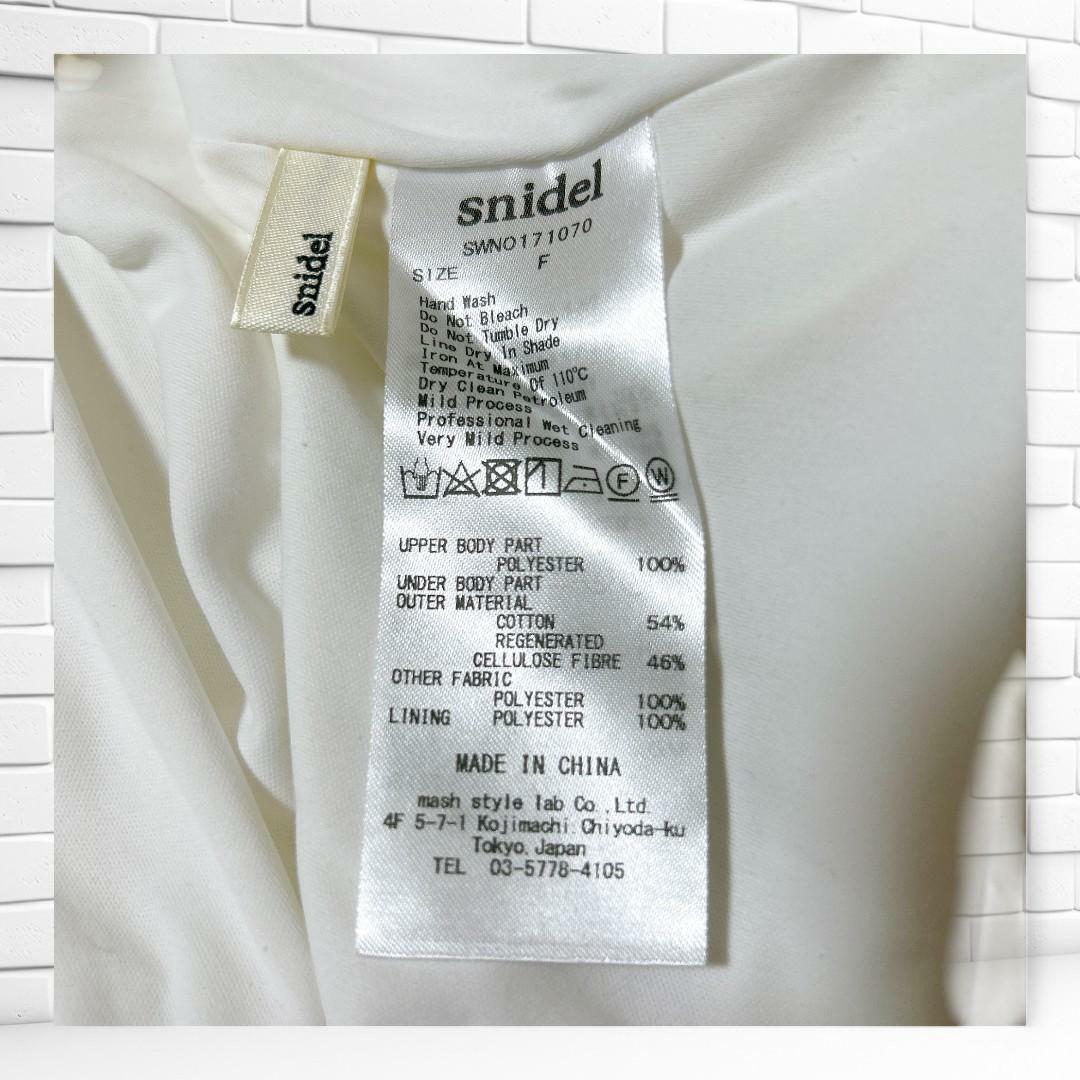 snidel
snidel
SWNO171070
SIZE F
Hand Wash
Do Not Bleach
Do Not Tumble Dry
Line Dry In Shade
Iron At Maximum
Temperature Of 110℃
Dry Clean Petroleum
Mild Process
Professional Wet Cleaning
Very Mild Process
F W
UPPER BODY PART
POLYESTER 100%
UNDER BODY PART
OUTER MATERIAL
COTTON 54%
REGENERATED
CELLULOSE FIBRE 46%
OTHER FABRIC
POLYESTER 100%
LINING POLYESTER 100%
MADE IN CHINA
mash style lab Co.,Ltd.
4F 5-7-1 Kojimachi Chiyoda-ku
Tokyo, Japan
TEL 03-5778-4105